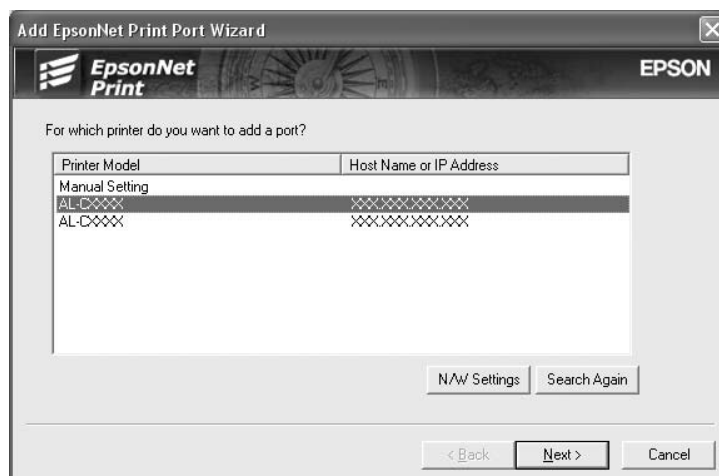 Add EpsonNet Print Port Wizard
EpsonNet
Print
EPSON
For which printer do you want to add a port?
Printer Model Host Name or IP Address
Manual Setting
AL-CXXXX XXX.XXX.XXX.XXX
AL-CXXXX XXX.XXX.XXX.XXX
N/W Settings Search Again
< Back Next > Cancel